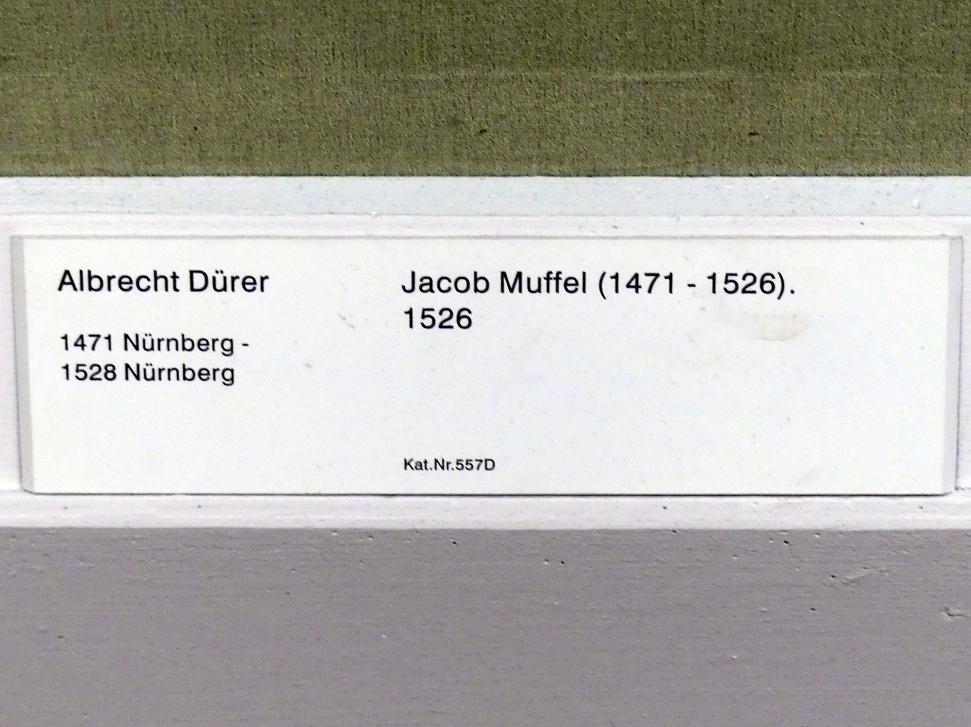 Albrecht Dürer
1471 Nürnberg -
1528 Nürnberg
Jacob Muffel (1471 - 1526).
1526
Kat.Nr.557D